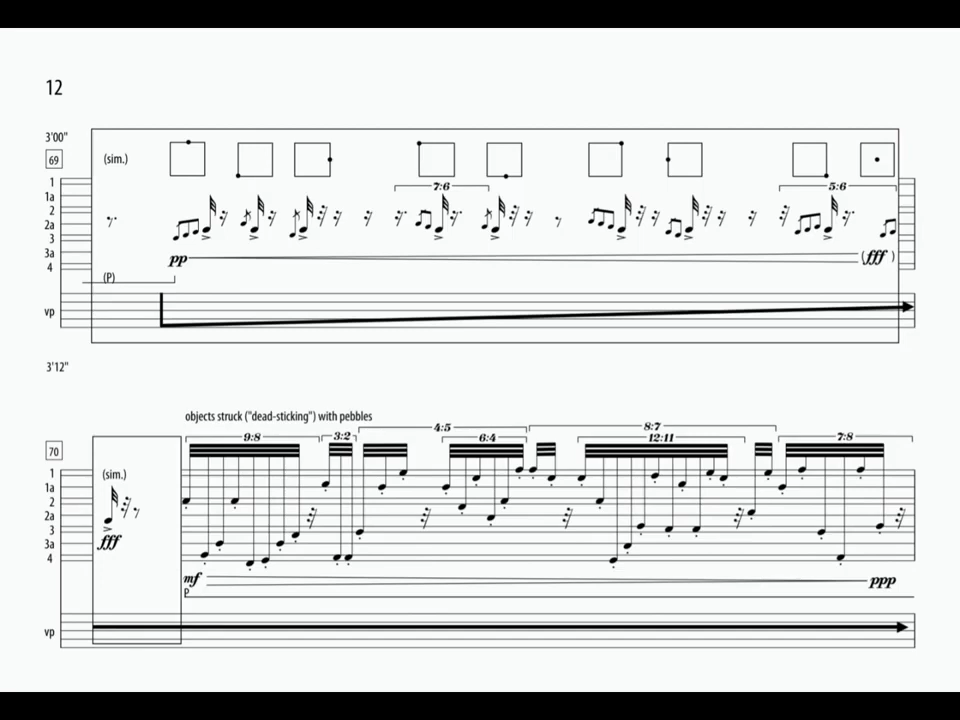 12
3'00"
69
(sim.)
7:6
5:6
1
1a
2
2a
3
3a
4
pp
(fff)
(P)
vp
3'12"
objects struck ("dead-sticking") with pebbles
4:5
8:7
9:8
3:2
6:4
12:11
7:8
70
(sim.)
1
1a
2
2a
3
3a
4
fff
mf
ppp
P
vp